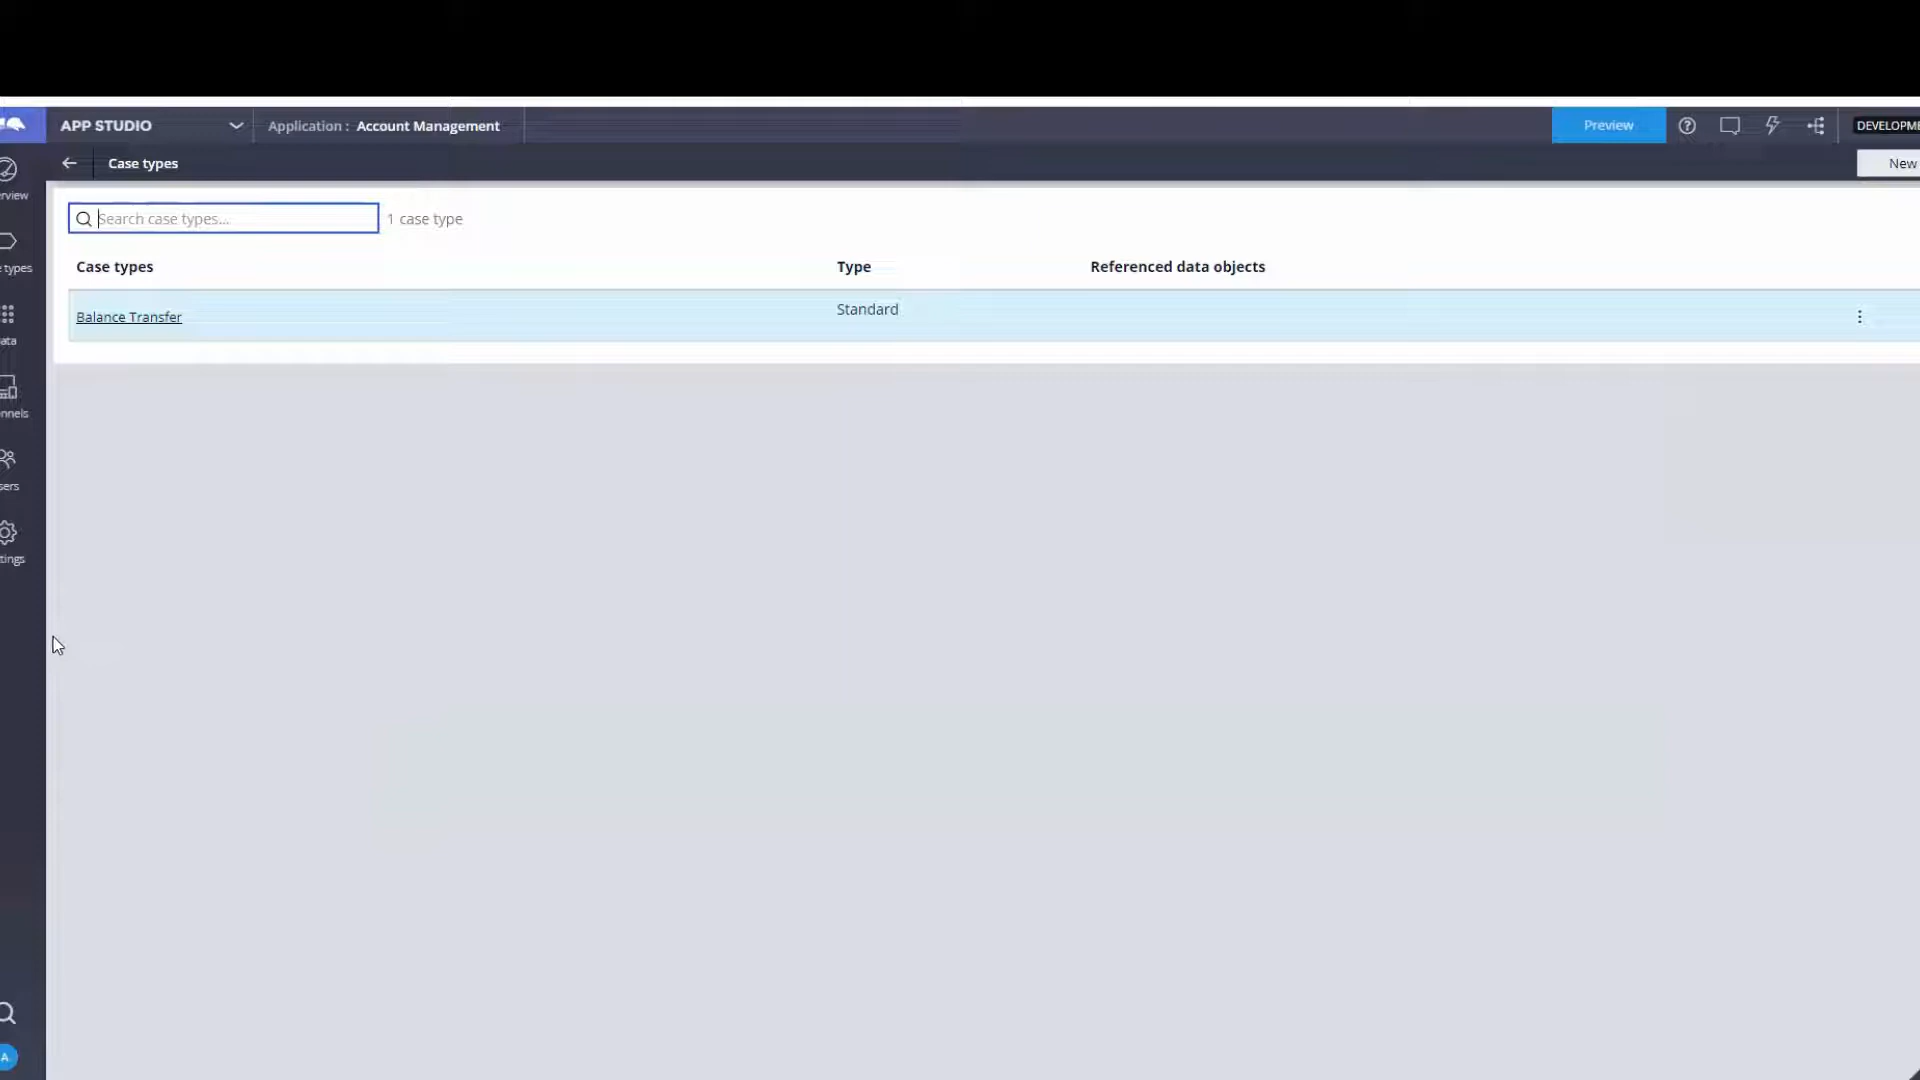 APP STUDIO
Application : Account Management
Preview
DEVELOPME
Case types
New
rview
Search case types...
1 case type
types
Case types
Type
Referenced data objects
Balance Transfer
Standard
ata
nnels
sers
tings
A